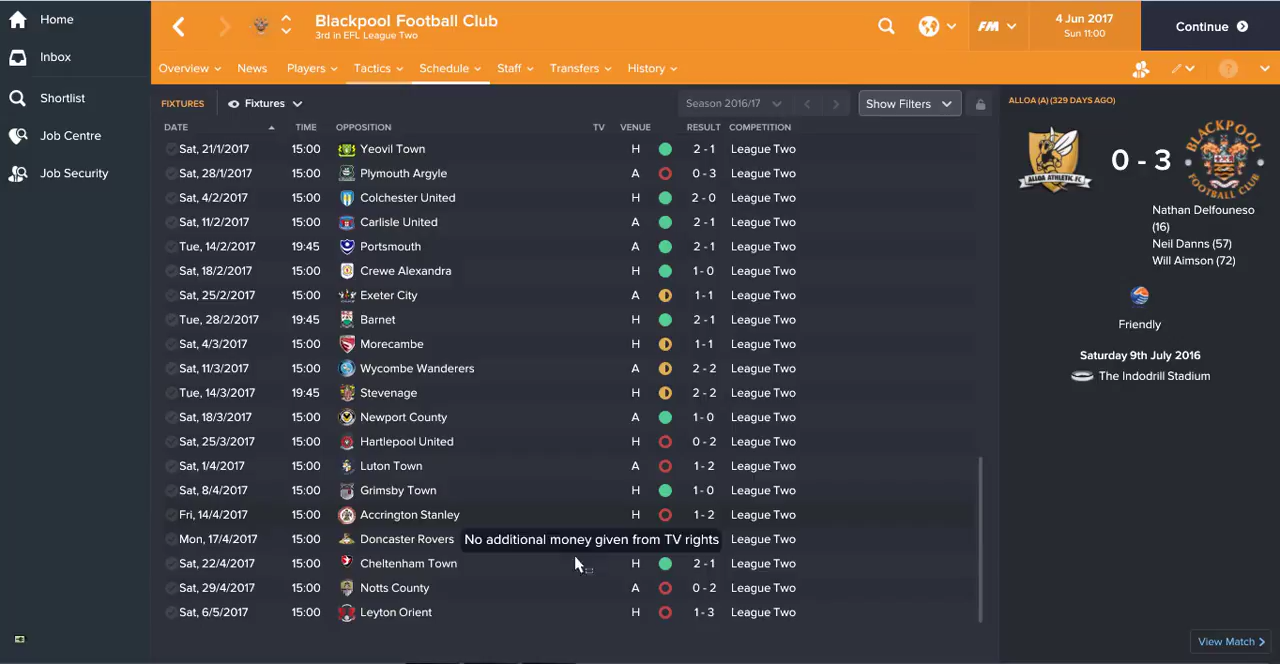 Home
Inbox
Shortlist
Job Centre
Job Security
Blackpool Football Club
3rd in EFL League Two
FM
4 Jun 2017
Sun 11:00
Continue
Overview News Players Tactics Schedule Staff Transfers History
FIXTURES Fixtures Season 2016/17 Show Filters
DATE TIME OPPOSITION TV VENUE RESULT COMPETITION
Sat, 21/1/2017 15:00 Yeovil Town H 2 - 1 League Two
Sat, 28/1/2017 15:00 Plymouth Argyle A 0 - 3 League Two
Sat, 4/2/2017 15:00 Colchester United H 2 - 0 League Two
Sat, 11/2/2017 15:00 Carlisle United A 2 - 1 League Two
Tue, 14/2/2017 19:45 Portsmouth A 2 - 1 League Two
Sat, 18/2/2017 15:00 Crewe Alexandra H 1 - 0 League Two
Sat, 25/2/2017 15:00 Exeter City A 1 - 1 League Two
Tue, 28/2/2017 19:45 Barnet H 2 - 1 League Two
Sat, 4/3/2017 15:00 Morecambe H 1 - 1 League Two
Sat, 11/3/2017 15:00 Wycombe Wanderers A 2 - 2 League Two
Tue, 14/3/2017 19:45 Stevenage H 2 - 2 League Two
Sat, 18/3/2017 15:00 Newport County A 1 - 0 League Two
Sat, 25/3/2017 15:00 Hartlepool United H 0 - 2 League Two
Sat, 1/4/2017 15:00 Luton Town A 1 - 2 League Two
Sat, 8/4/2017 15:00 Grimsby Town H 1 - 0 League Two
Fri, 14/4/2017 15:00 Accrington Stanley H 1 - 2 League Two
Mon, 17/4/2017 15:00 Doncaster Rovers No additional money given from TV rights League Two
Sat, 22/4/2017 15:00 Cheltenham Town H 2 - 1 League Two
Sat, 29/4/2017 15:00 Notts County A 0 - 2 League Two
Sat, 6/5/2017 15:00 Leyton Orient H 1 - 3 League Two
ALLOA (A) (329 DAYS AGO)
ALLOA ATHLETIC FC
0 - 3
BLACKPOOL
FOOTBALL CLUB
Nathan Delfouneso
(16)
Neil Danns (57)
Will Aimson (72)
Friendly
Saturday 9th July 2016
The Indodrill Stadium
View Match